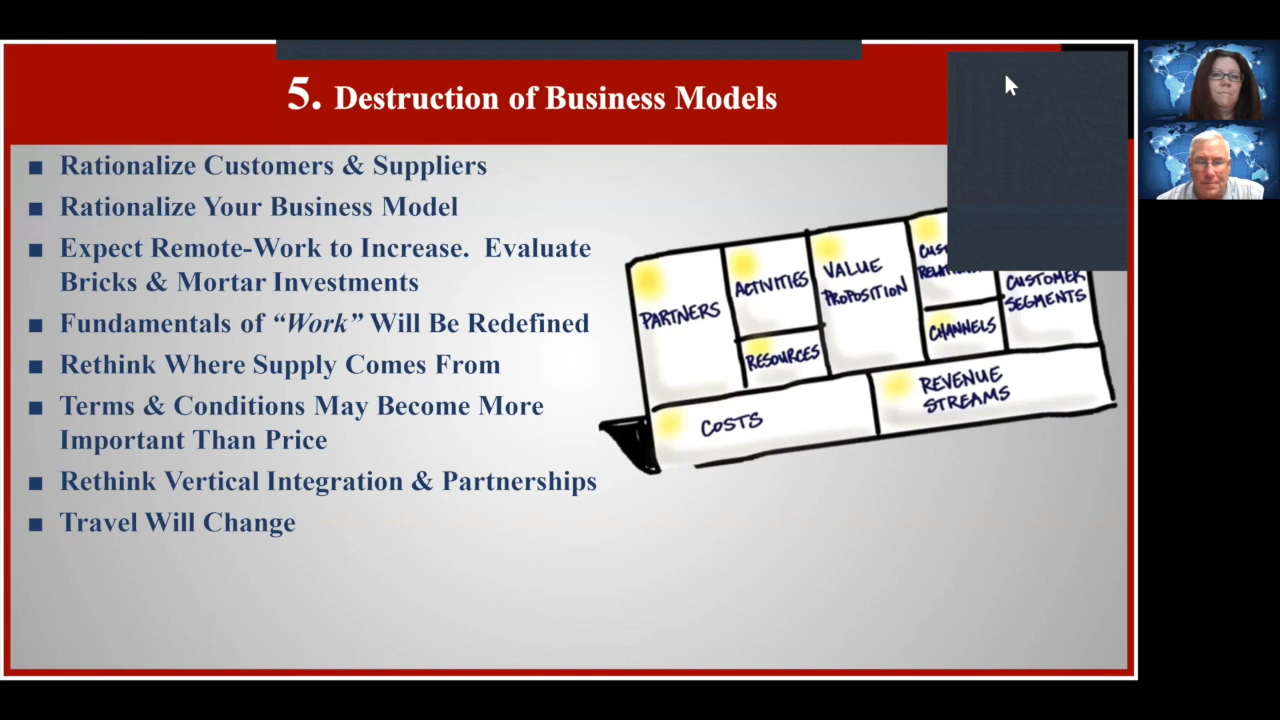 5. Destruction of Business Models
■ Rationalize Customers & Suppliers
■ Rationalize Your Business Model
■ Expect Remote-Work to Increase.  Evaluate
Bricks & Mortar Investments
■ Fundamentals of “Work” Will Be Redefined
■ Rethink Where Supply Comes From
■ Terms & Conditions May Become More
Important Than Price
■ Rethink Vertical Integration & Partnerships
■ Travel Will Change
PARTNERS
ACTIVITIES
RESOURCES
VALUE
PROPOSITION
CHANNELS
CUSTOMER
SEGMENTS
COSTS
REVENUE
STREAMS